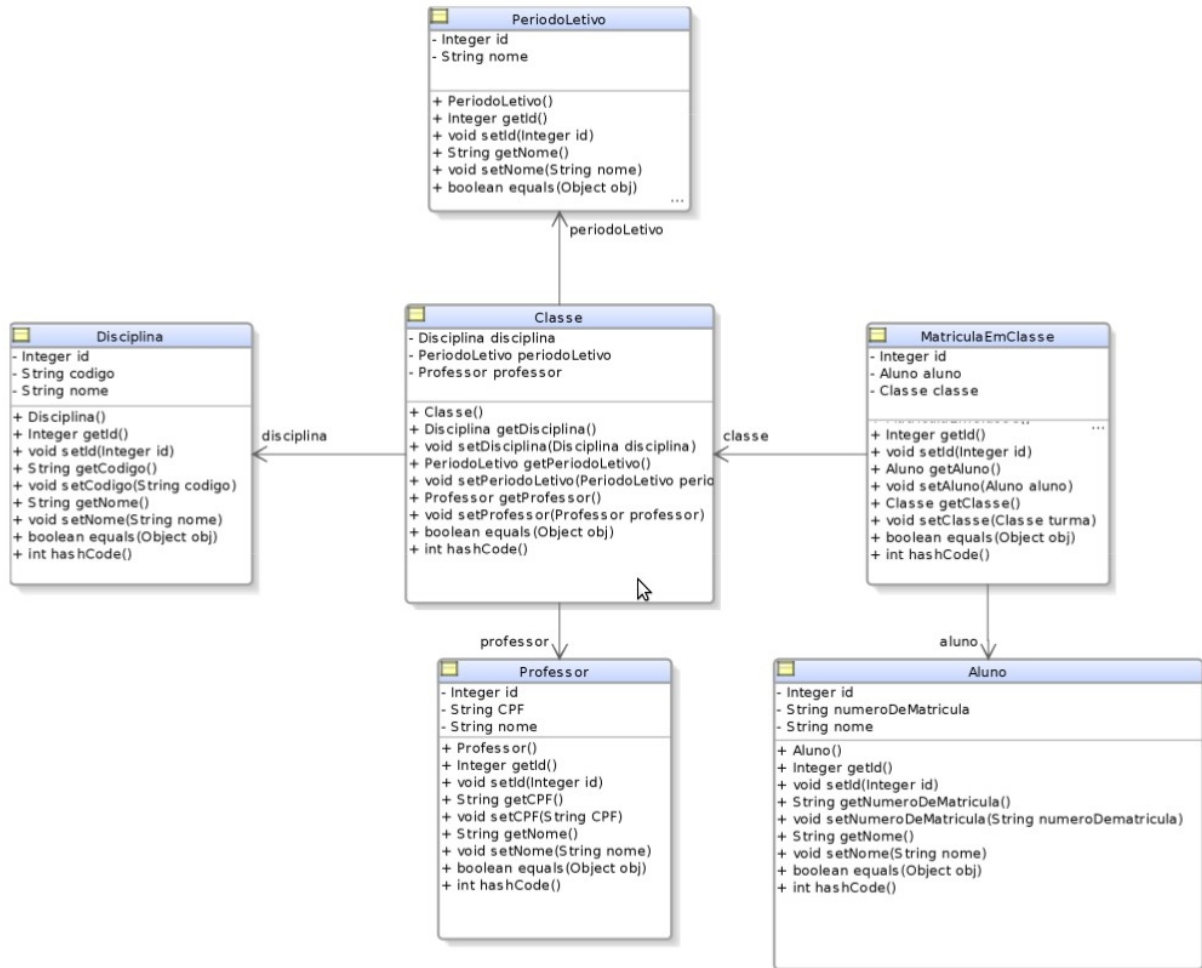 PeriodoLetivo
- Integer id
- String nome
+ PeriodoLetivo()
+ Integer getId()
+ void setId(Integer id)
+ String getNome()
+ void setNome(String nome)
+ boolean equals(Object obj)
...
periodoLetivo
Disciplina
- Integer id
- String codigo
- String nome
+ Disciplina()
+ Integer getId()
+ void setId(Integer id)
+ String getCodigo()
+ void setCodigo(String codigo)
+ String getNome()
+ void setNome(String nome)
+ boolean equals(Object obj)
+ int hashCode()
disciplina
Classe
- Disciplina disciplina
- PeriodoLetivo periodoLetivo
- Professor professor
+ Classe()
+ Disciplina getDisciplina()
+ void setDisciplina(Disciplina disciplina)
+ PeriodoLetivo getPeriodoLetivo()
+ void setPeriodoLetivo(PeriodoLetivo perio
+ Professor getProfessor()
+ void setProfessor(Professor professor)
+ boolean equals(Object obj)
+ int hashCode()
classe
MatriculaEmClasse
- Integer id
- Aluno aluno
- Classe classe
...
+ Integer getId()
+ void setId(Integer id)
+ Aluno getAluno()
+ void setAluno(Aluno aluno)
+ Classe getClasse()
+ void setClasse(Classe turma)
+ boolean equals(Object obj)
+ int hashCode()
professor
Professor
- Integer id
- String CPF
- String nome
+ Professor()
+ Integer getId()
+ void setId(Integer id)
+ String getCPF()
+ void setCPF(String CPF)
+ String getNome()
+ void setNome(String nome)
+ boolean equals(Object obj)
+ int hashCode()
aluno
Aluno
- Integer id
- String numeroDeMatricula
- String nome
+ Aluno()
+ Integer getId()
+ void setId(Integer id)
+ String getNumeroDeMatricula()
+ void setNumeroDeMatricula(String numeroDematricula)
+ String getNome()
+ void setNome(String nome)
+ boolean equals(Object obj)
+ int hashCode()